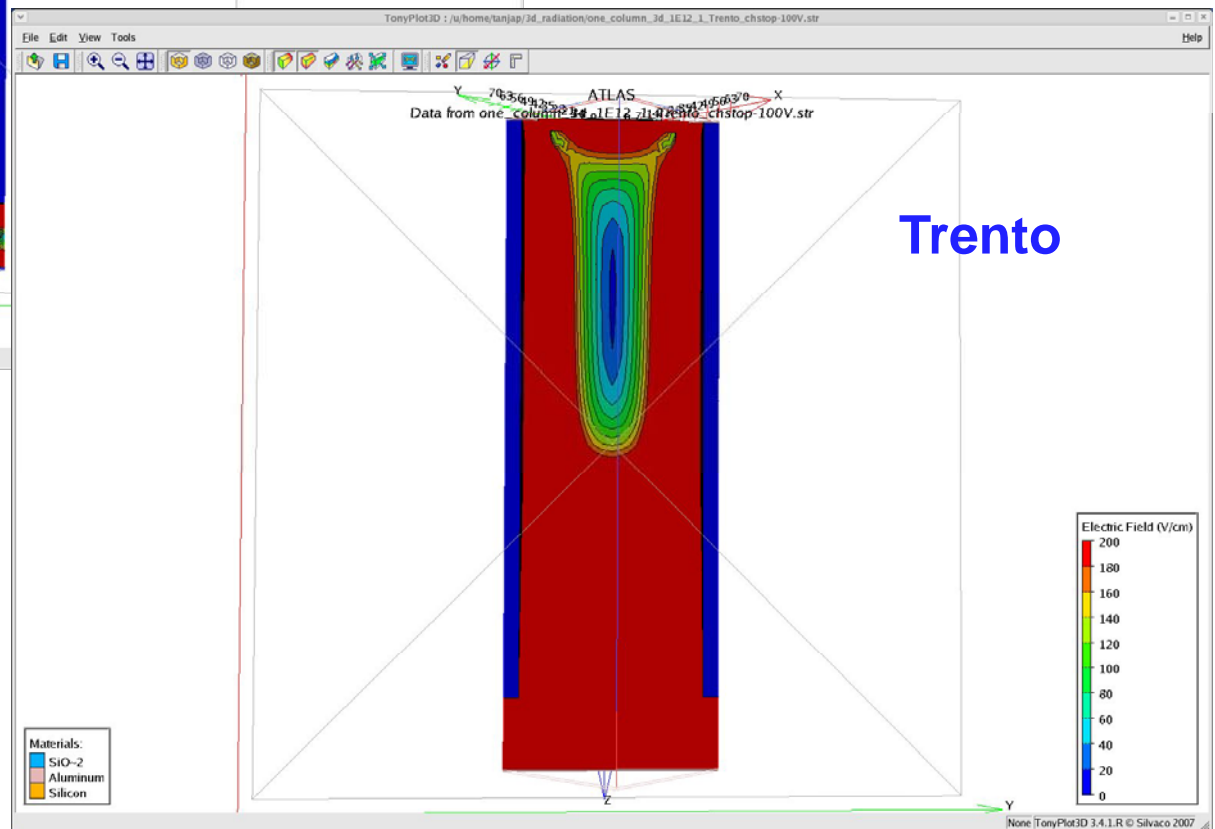 TonyPlot3D : /u/home/tanjap/3d_radiation/one_column_3d_1E12_1_Trento_chstop-100V.str
File Edit View Tools Help
Y X
ATLAS
Trento
Electric Field (V/cm)
200
180
160
140
120
100
80
60
40
20
0
Materials:
SiO~2
Aluminum
Silicon
Z
Y
None TonyPlot3D 3.4.1.R © Silvaco 2007